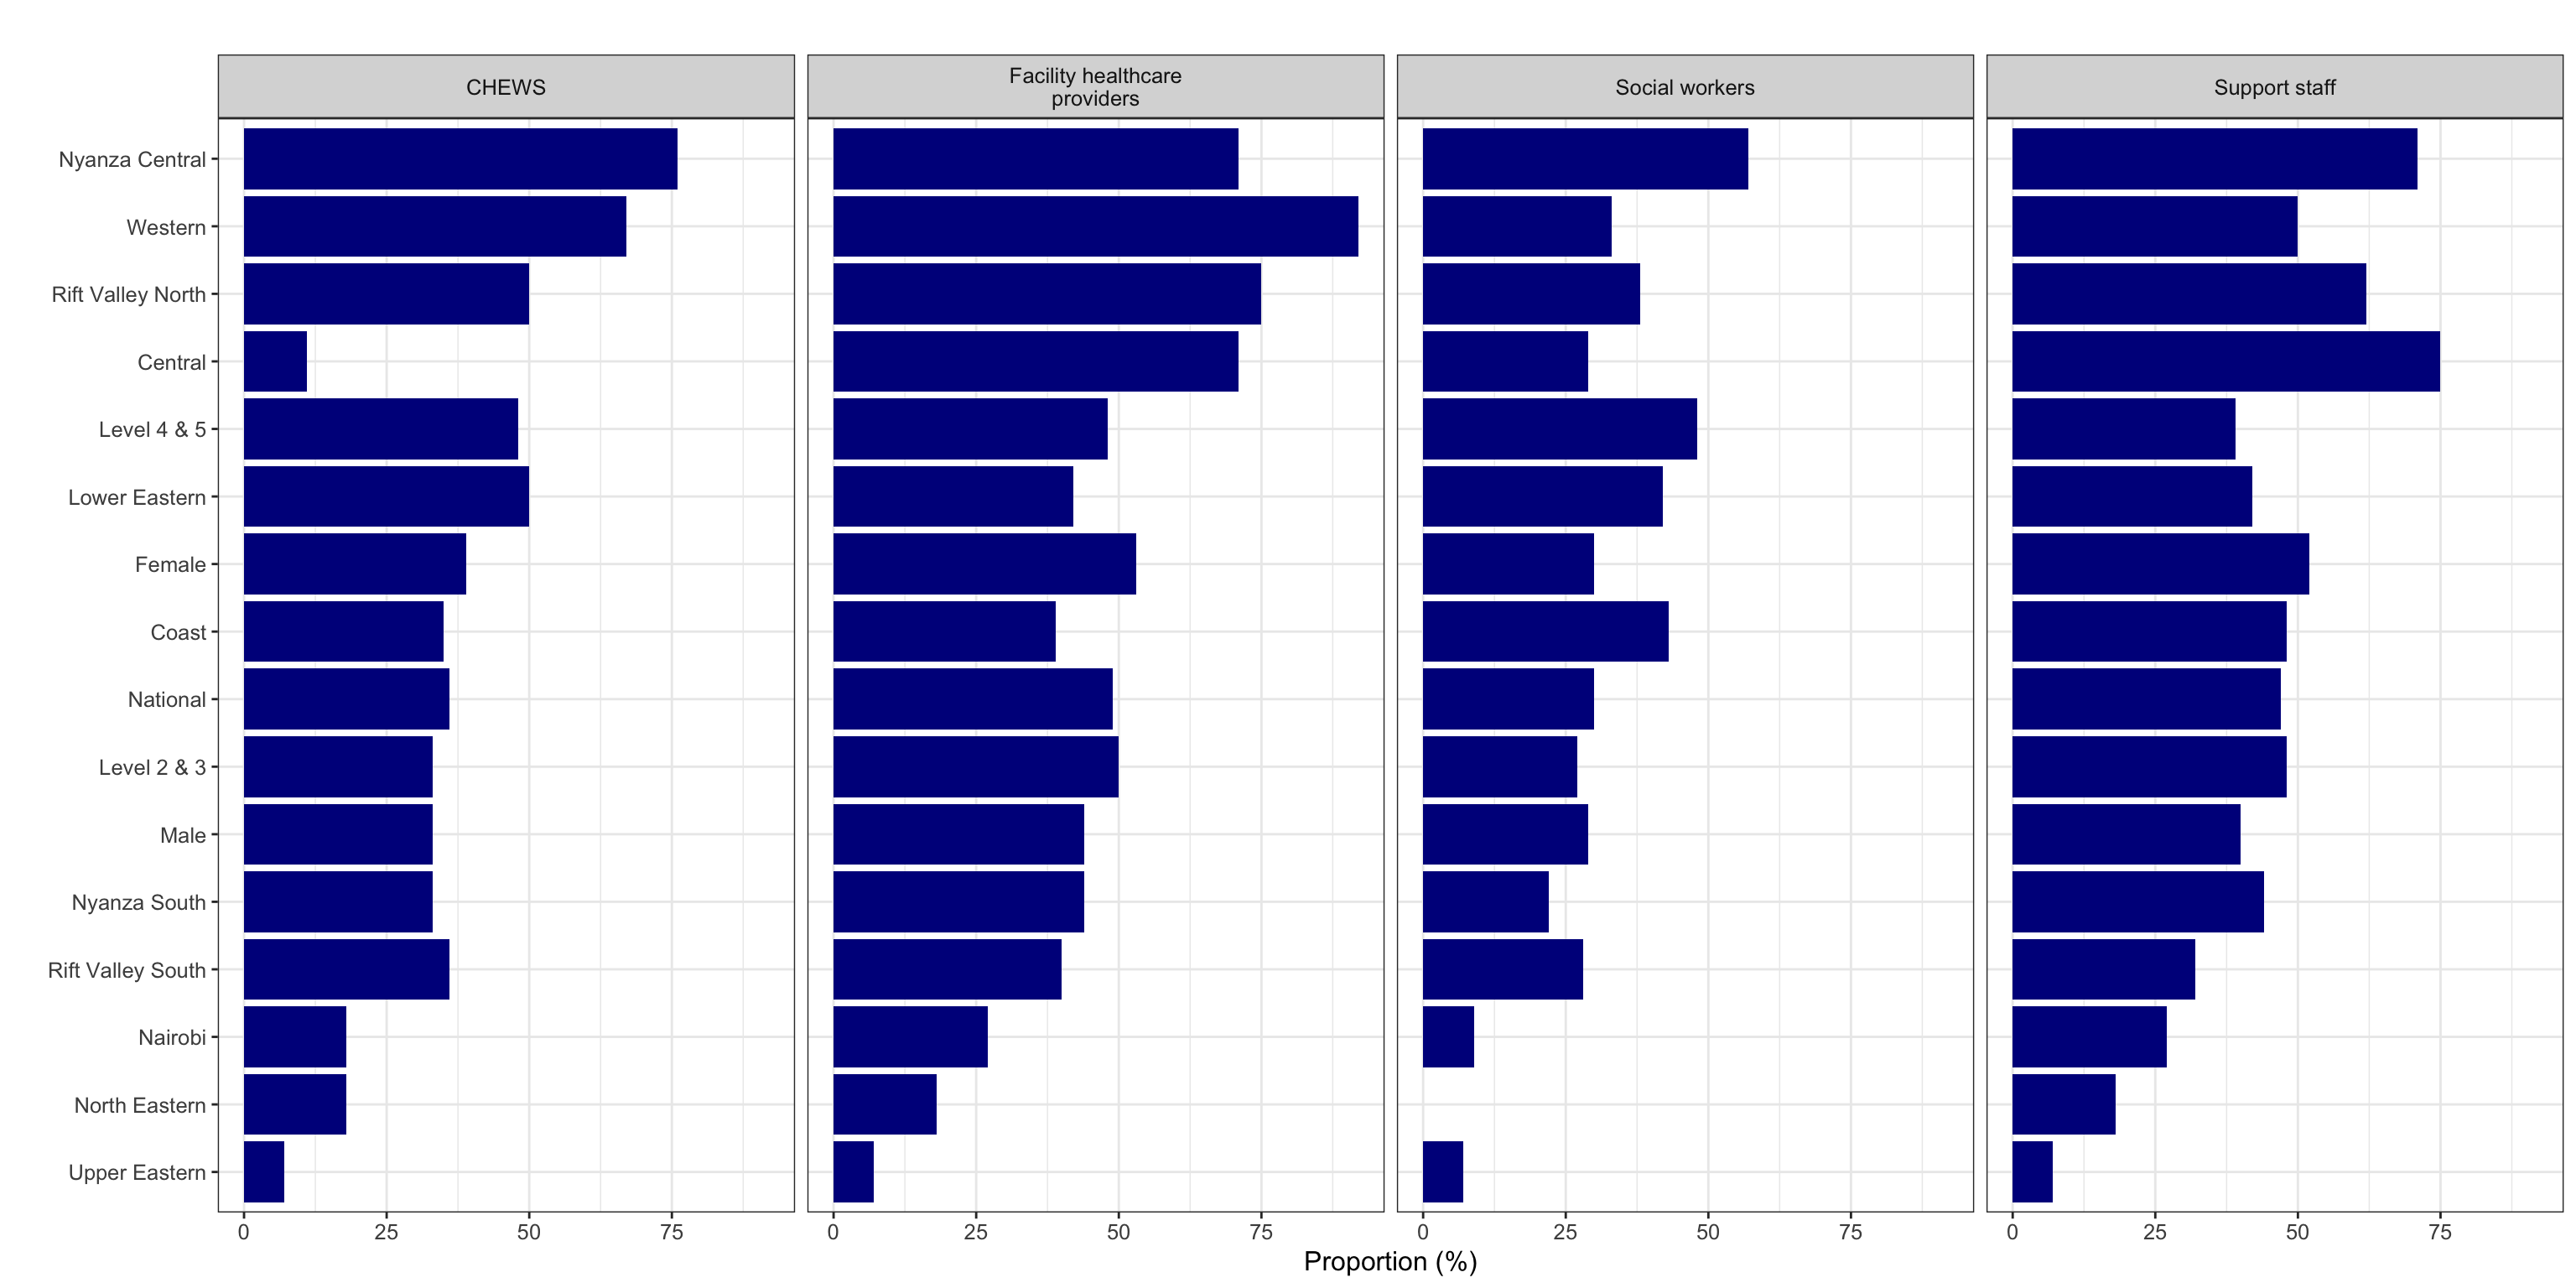 CHEWS
Facility healthcare
providers
Social workers
Support staff
Nyanza Central
Western
Rift Valley North
Central
Level 4 & 5
Lower Eastern
Female
Coast
National
Level 2 & 3
Male
Nyanza South
Rift Valley South
Nairobi
North Eastern
Upper Eastern
0 25 50 75
0 25 50 75
0 25 50 75
0 25 50 75
Proportion (%)